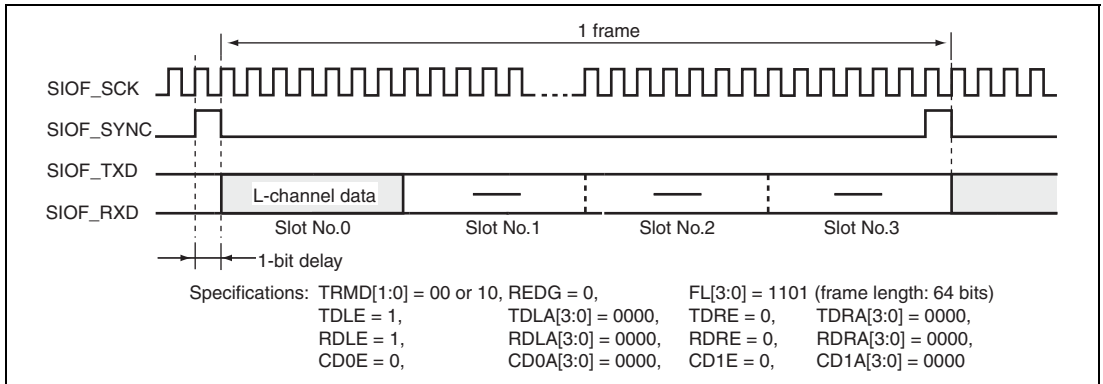 1 frame
SIOF_SCK
SIOF_SYNC
SIOF_TXD
SIOF_RXD
L-channel data
Slot No.0 Slot No.1 Slot No.2 Slot No.3
1-bit delay
Specifications: TRMD[1:0] = 00 or 10, REDG = 0, FL[3:0] = 1101 (frame length: 64 bits)
TDLE = 1, TDLA[3:0] = 0000, TDRE = 0, TDRA[3:0] = 0000,
RDLE = 1, RDLA[3:0] = 0000, RDRE = 0, RDRA[3:0] = 0000,
CD0E = 0, CD0A[3:0] = 0000, CD1E = 0, CD1A[3:0] = 0000